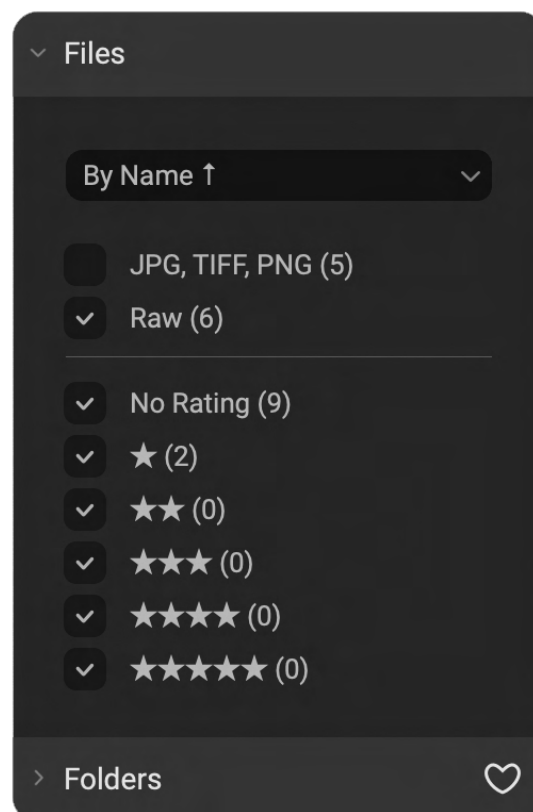 Files
By Name ↑
JPG, TIFF, PNG (5)
Raw (6)
No Rating (9)
★ (2)
★★ (0)
★★★ (0)
★★★★ (0)
★★★★★ (0)
Folders